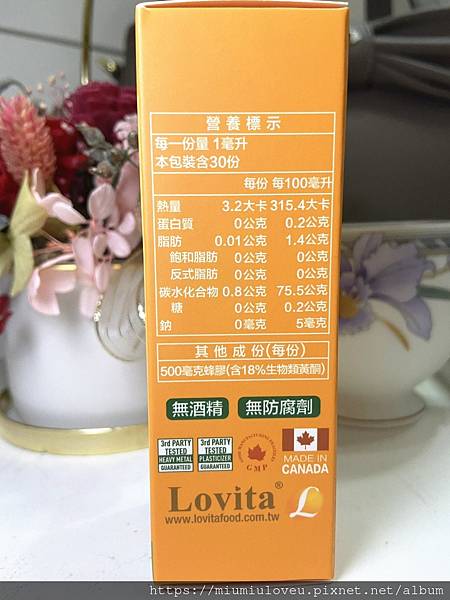 營養標示
每一份量 1毫升
本包裝含30份
每份 每100毫升
熱量 3.2大卡 315.4大卡
蛋白質 0公克 0.2公克
脂肪 0.01公克 1.4公克
飽和脂肪 0公克 0公克
反式脂肪 0公克 0公克
碳水化合物 0.8公克 75.5公克
糖 0公克 0.2公克
鈉 0毫克 5毫克
其他成份(每份)
500毫克蜂膠(含18%生物類黃酮)
無酒精 無防腐劑
3rd PARTY TESTED HEAVY METAL GUARANTEED
3rd PARTY TESTED PLASTICIZER GUARANTEED
GOOD MANUFACTURING PRACTICES
GMP
MADE IN
CANADA
Lovita®
L
www.lovitafood.com.tw
https://miumiuloveu.pixnet.net/album